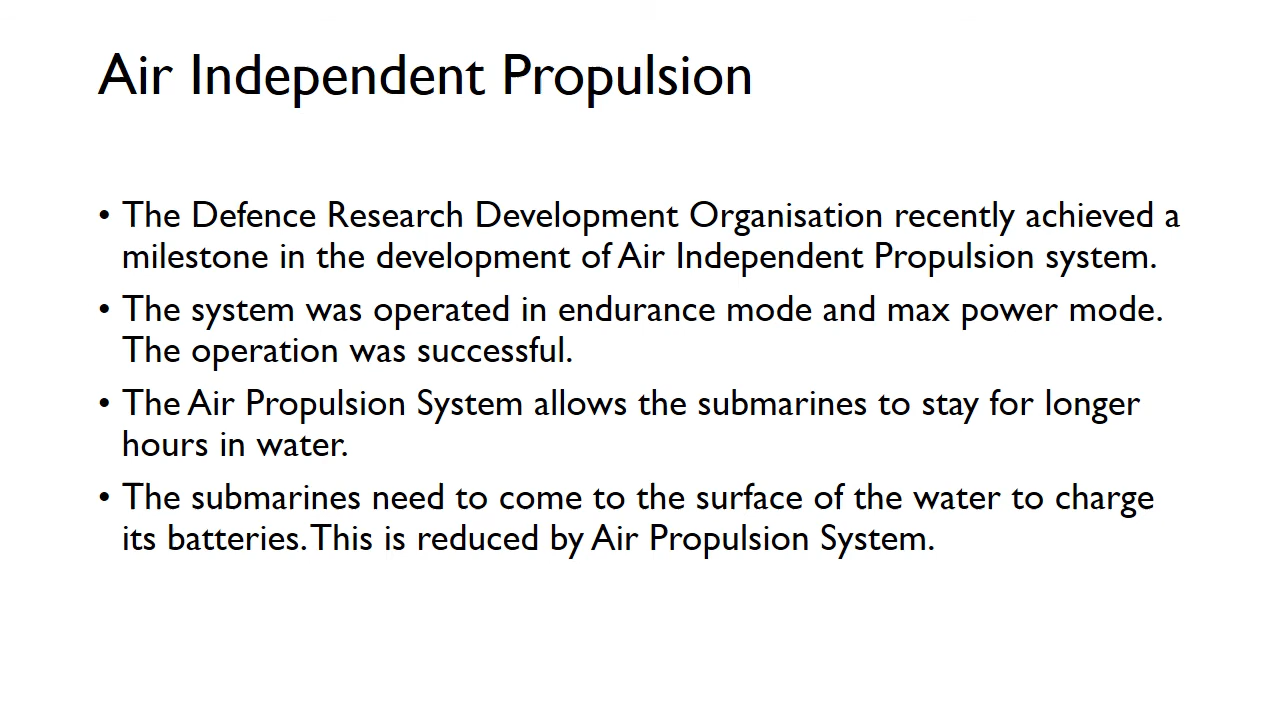 Air Independent Propulsion
• The Defence Research Development Organisation recently achieved a
milestone in the development of Air Independent Propulsion system.
• The system was operated in endurance mode and max power mode.
The operation was successful.
• The Air Propulsion System allows the submarines to stay for longer
hours in water.
• The submarines need to come to the surface of the water to charge
its batteries. This is reduced by Air Propulsion System.